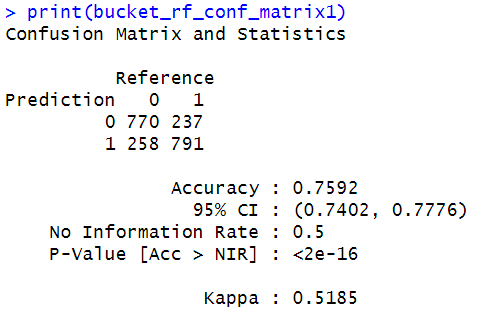 > print(bucket_rf_conf_matrix1)
Confusion Matrix and Statistics
Reference
Prediction 0 1
0 770 237
1 258 791
Accuracy : 0.7592
95% CI : (0.7402, 0.7776)
No Information Rate : 0.5
P-Value [Acc > NIR] : <2e-16
Kappa : 0.5185